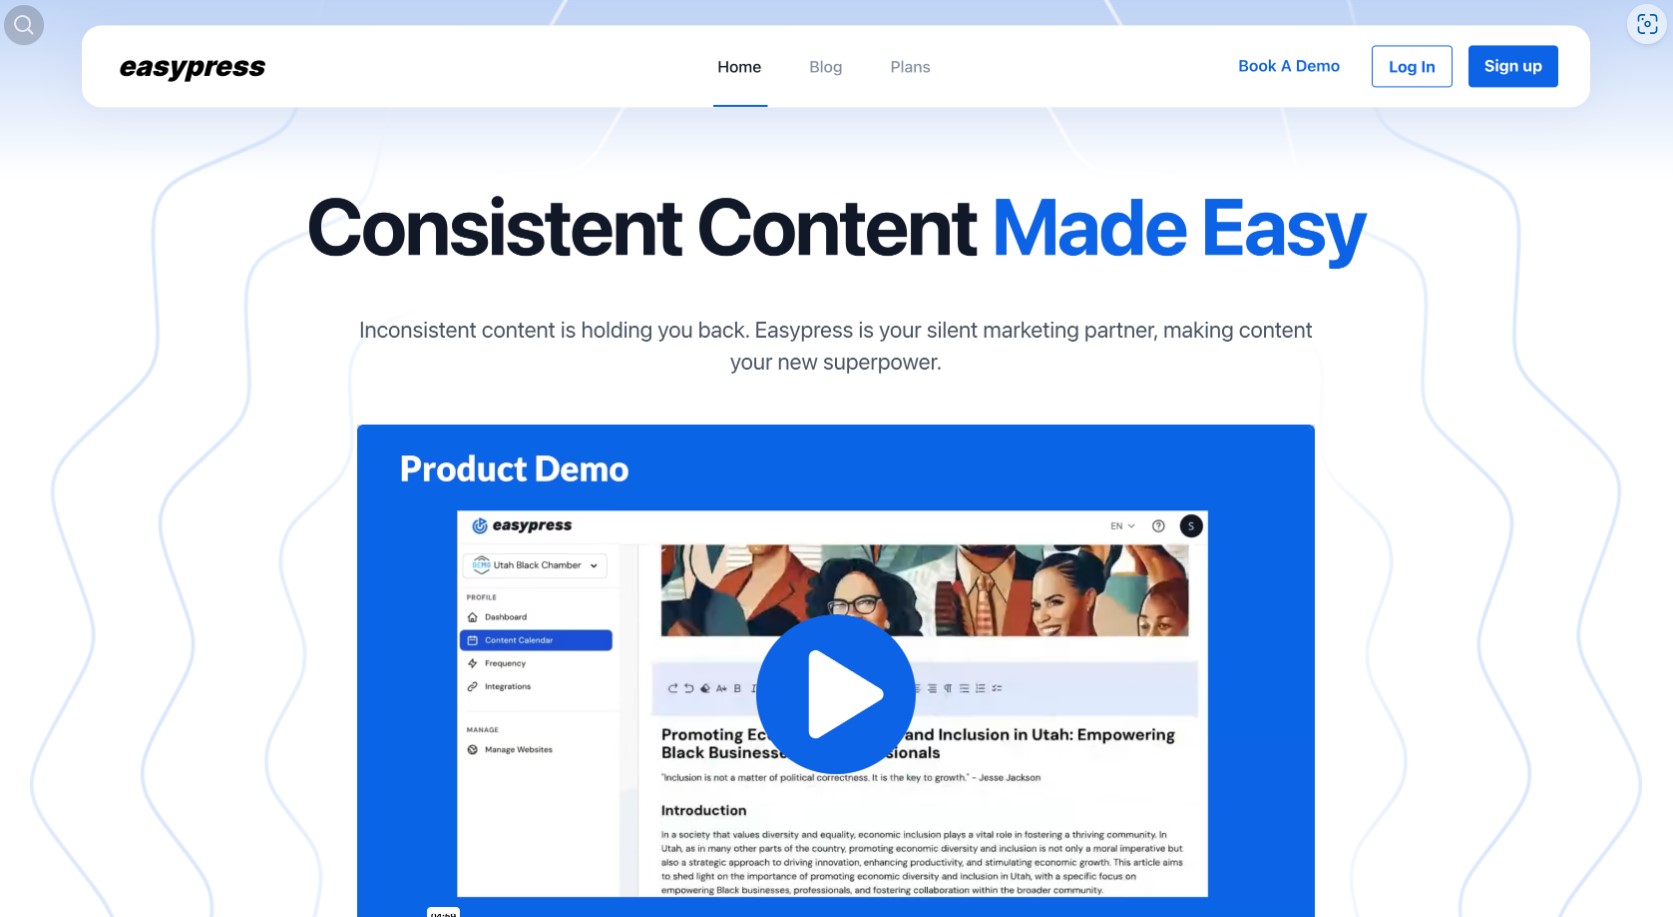 easypress
Home
Blog
Plans
Book A Demo
Log In
Sign up
Consistent Content Made Easy
Inconsistent content is holding you back. Easypress is your silent marketing partner, making content
your new superpower.
Product Demo
easypress
EN
S
DEMO
Utah Black Chamber
PROFILE
Dashboard
Content Calendar
Frequency
Integrations
MANAGE
Manage Websites
A+ B
Promoting and Inclusion in Utah: Empowering
Black
"Inclusion is not a matter of political correctness. It is the key to growth." - Jesse Jackson
Introduction
In a society that values diversity and equality, economic inclusion plays a vital role in fostering a thriving community. In
Utah, as in many other parts of the country, promoting economic diversity and inclusion is not only a moral imperative but
also a strategic approach to driving innovation, enhancing productivity, and stimulating economic growth. This article aims
to shed light on the importance of promoting economic diversity and inclusion in Utah, with a specific focus on
empowering Black businesses, professionals, and fostering collaboration within the broader community.